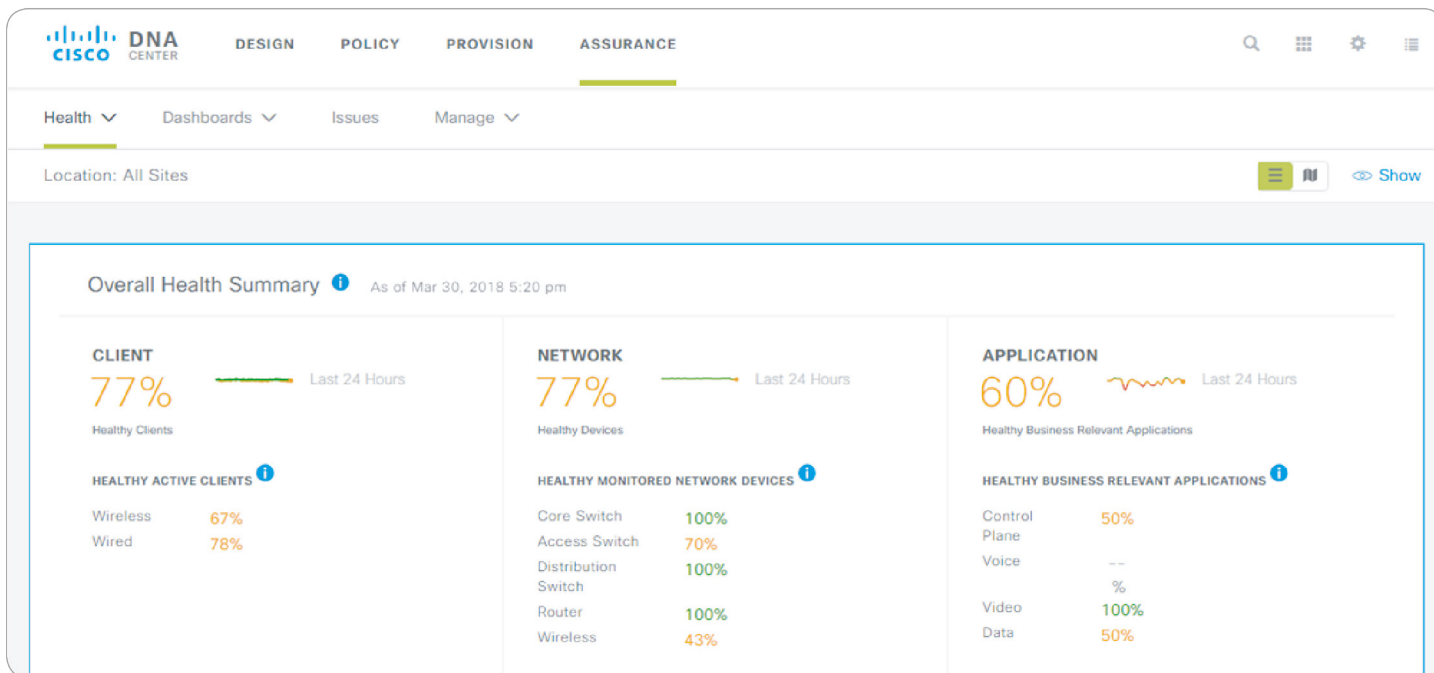 CISCO DNA CENTER DESIGN POLICY PROVISION ASSURANCE
Health Dashboards Issues Manage
Location: All Sites Show
Overall Health Summary i As of Mar 30, 2018 5:20 pm
CLIENT
77% Last 24 Hours
Healthy Clients
HEALTHY ACTIVE CLIENTS i
Wireless 67%
Wired 78%
NETWORK
77% Last 24 Hours
Healthy Devices
HEALTHY MONITORED NETWORK DEVICES i
Core Switch 100%
Access Switch 70%
Distribution 100%
Switch
Router 100%
Wireless 43%
APPLICATION
60% Last 24 Hours
Healthy Business Relevant Applications
HEALTHY BUSINESS RELEVANT APPLICATIONS i
Control 50%
Plane
Voice --
%
Video 100%
Data 50%